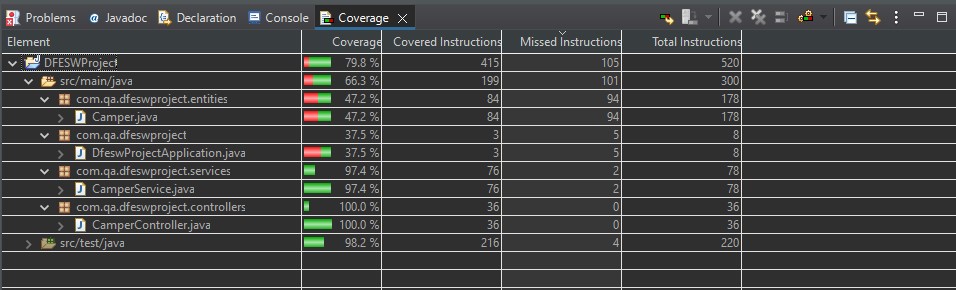 Problems @ Javadoc Declaration Console Coverage
Element Coverage Covered Instructions Missed Instructions Total Instructions
DFESWProject 79.8 % 415 105 520
src/main/java 66.3 % 199 101 300
com.qa.dfeswproject.entities 47.2 % 84 94 178
Camper.java 47.2 % 84 94 178
com.qa.dfeswproject 37.5 % 3 5 8
DfeswProjectApplication.java 37.5 % 3 5 8
com.qa.dfeswproject.services 97.4 % 76 2 78
CamperService.java 97.4 % 76 2 78
com.qa.dfeswproject.controllers 100.0 % 36 0 36
CamperController.java 100.0 % 36 0 36
src/test/java 98.2 % 216 4 220